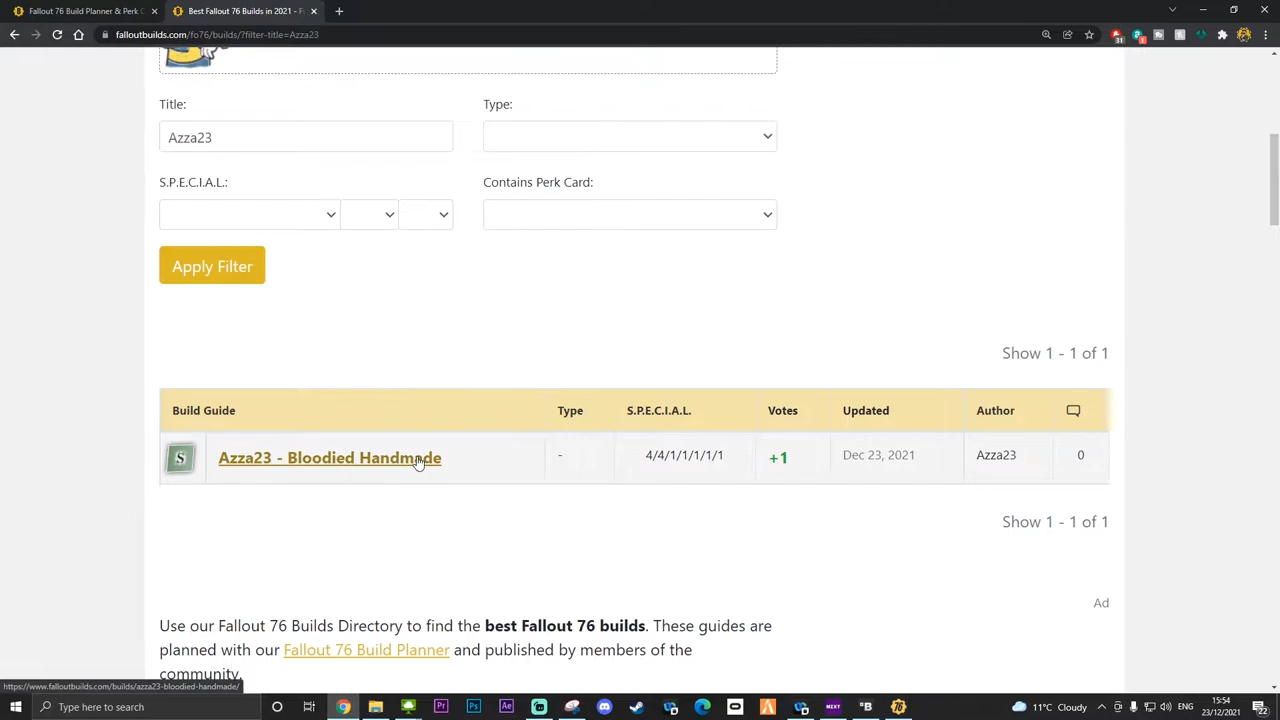 Fallout 76 Build Planner & Perk C
Best Fallout 76 Builds in 2021 - F
falloutbuilds.com/fo76/builds/?filter-title=Azza23
Title:
Type:
Azza23
S.P.E.C.I.A.L.:
Contains Perk Card:
Apply Filter
Show 1 - 1 of 1
Build Guide Type S.P.E.C.I.A.L. Votes Updated Author
S Azza23 - Bloodied Handmade - 4/4/1/1/1/1/1 +1 Dec 23, 2021 Azza23 0
Show 1 - 1 of 1
Ad
Use our Fallout 76 Builds Directory to find the best Fallout 76 builds. These guides are
planned with our Fallout 76 Build Planner and published by members of the
community.
https://www.falloutbuilds.com/builds/azza23-bloodied-handmade/
Type here to search
11°C Cloudy
15:54
23/12/2021